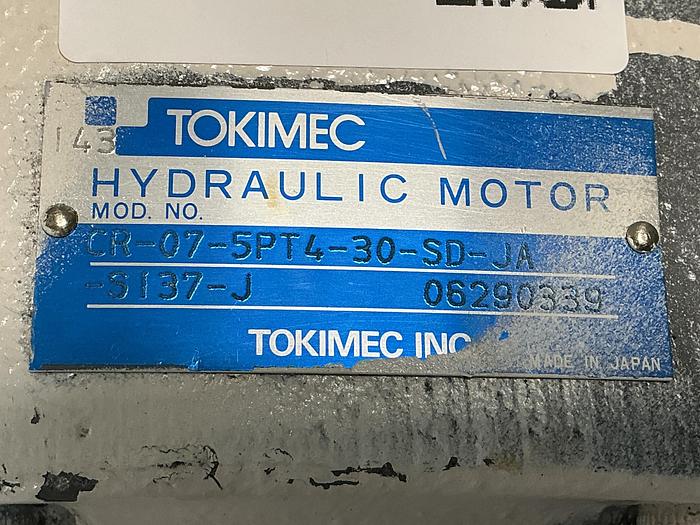 TOKIMEC
143
HYDRAULIC MOTOR
MOD. NO.
CR-07-5PT4-30-SD-JA
-S137-J 06290339
TOKIMEC INC.
MADE IN JAPAN